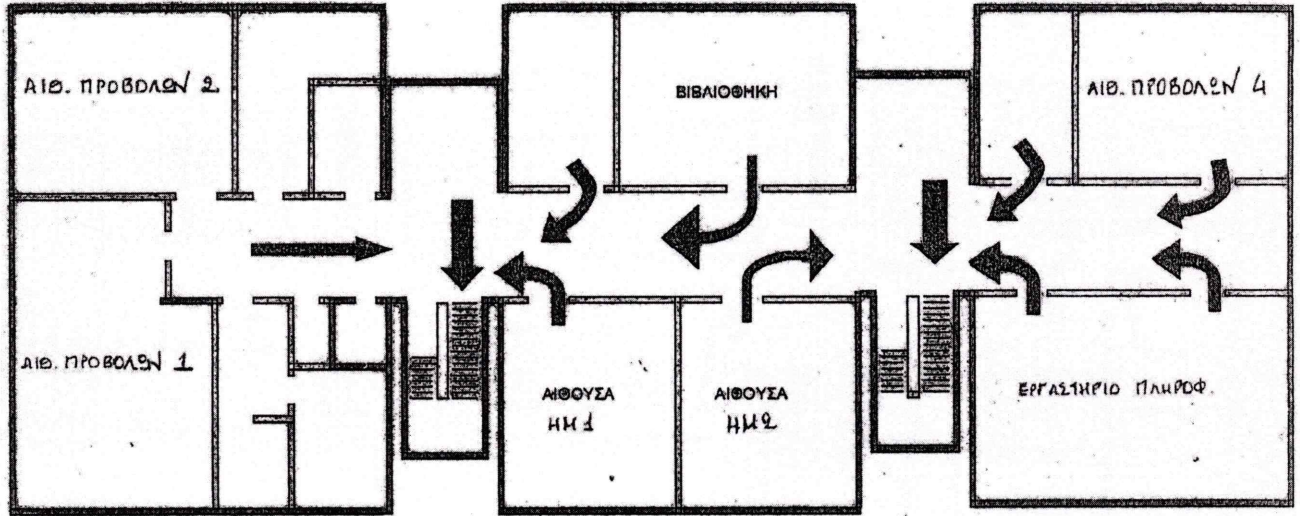 ΑΙΘ. ΠΡΟΒΟΛΩΝ 2
ΒΙΒΛΙΟΘΗΚΗ
ΑΙΘ. ΠΡΟΒΟΛΩΝ 4
ΑΙΘ. ΠΡΟΒΟΛΩΝ 1
ΑΙΘΟΥΣΑ
ΗΜ1
ΑΙΘΟΥΣΑ
ΗΜ2
ΕΡΓΑΣΤΗΡΙΟ ΠΛΗΡΟΦ.